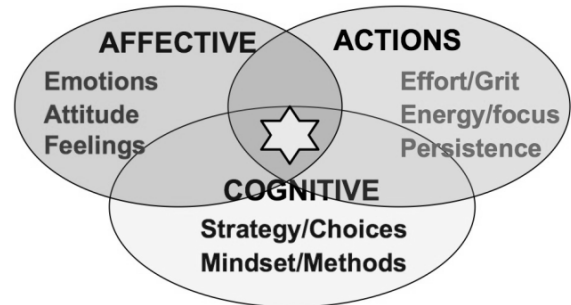 AFFECTIVE
Emotions
Attitude
Feelings
ACTIONS
Effort/Grit
Energy/focus
Persistence
COGNITIVE
Strategy/Choices
Mindset/Methods